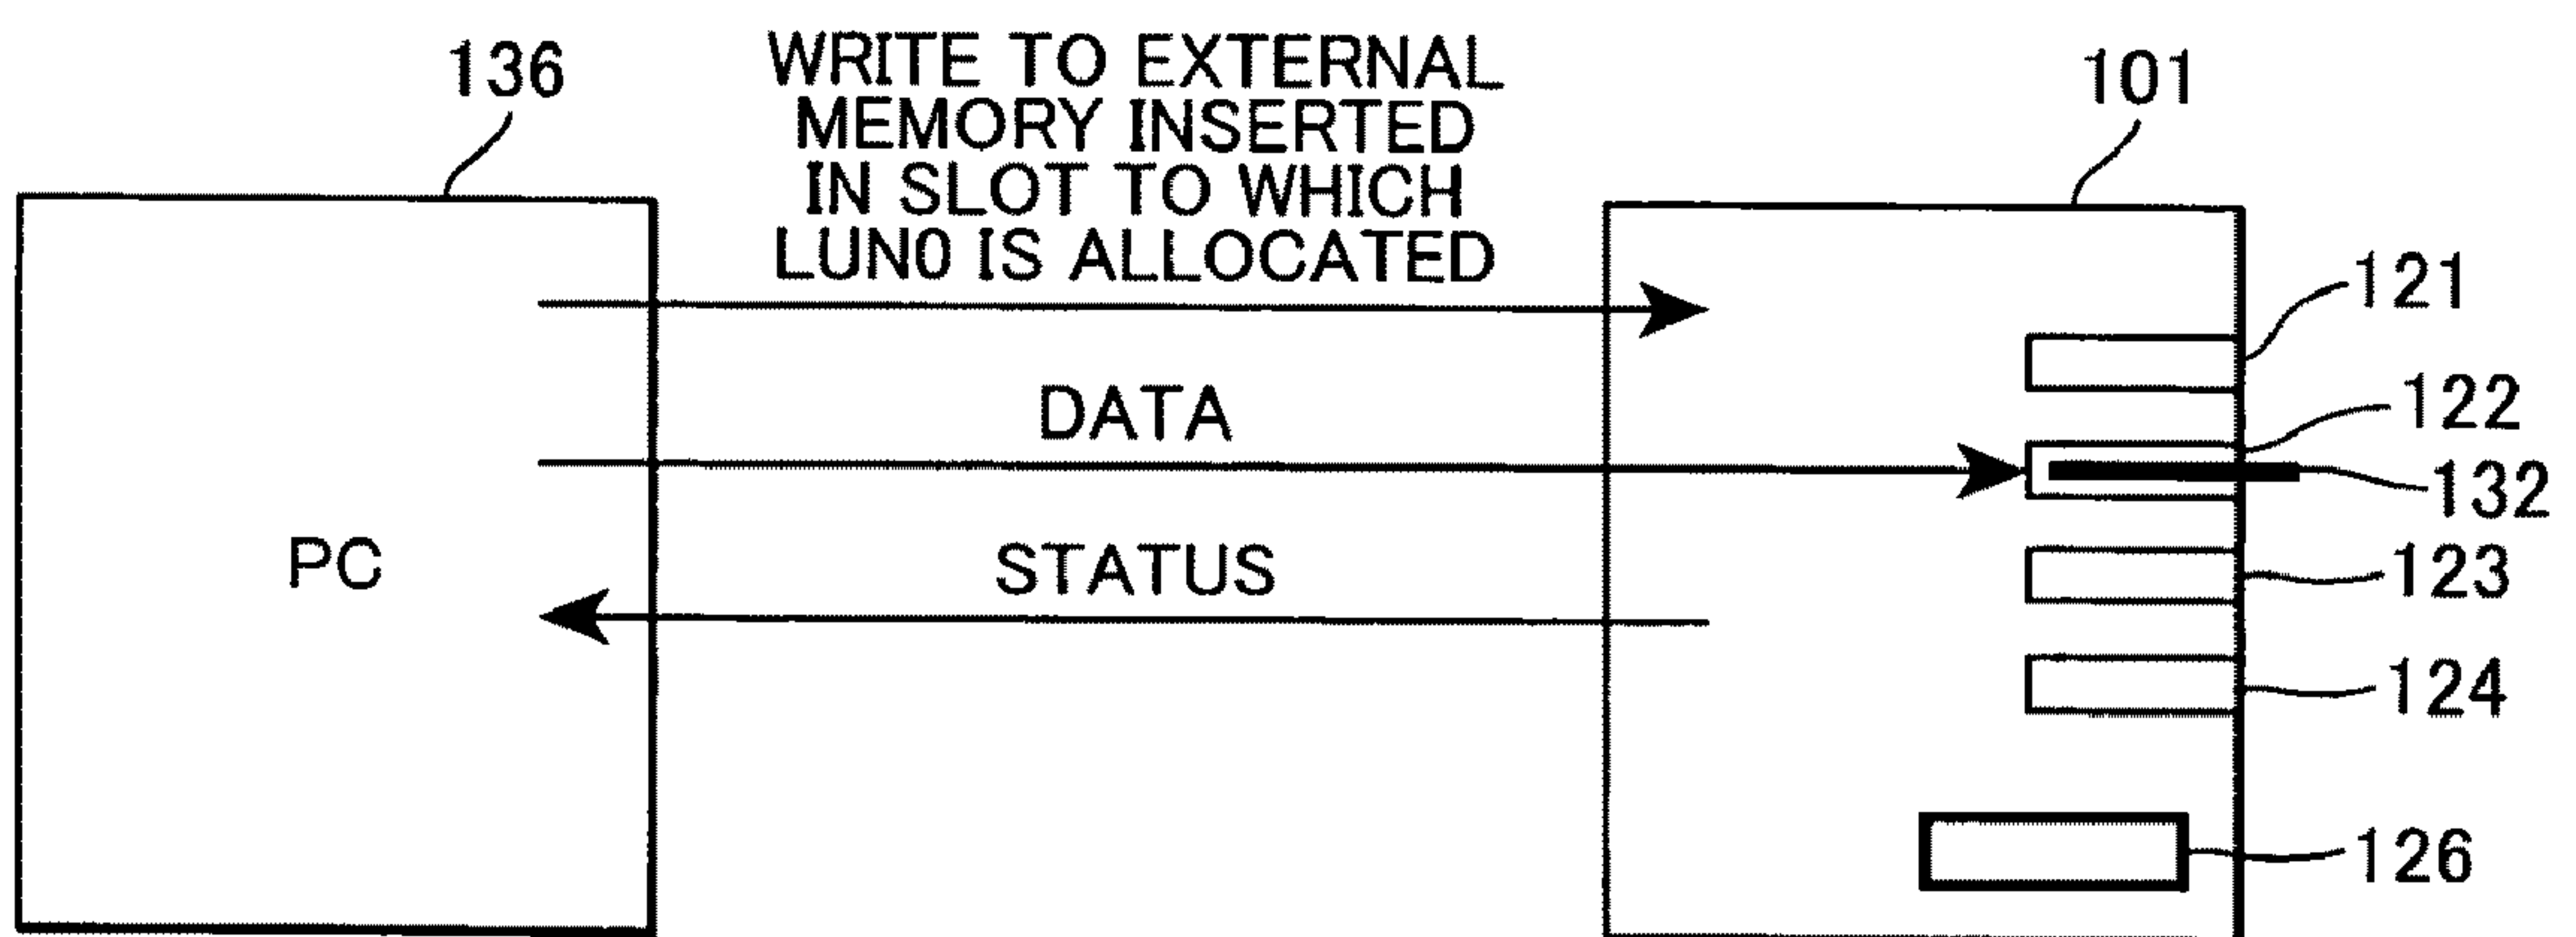 136
WRITE TO EXTERNAL
MEMORY INSERTED
IN SLOT TO WHICH
LUN0 IS ALLOCATED
101
121
DATA
122
132
PC
STATUS
123
124
126